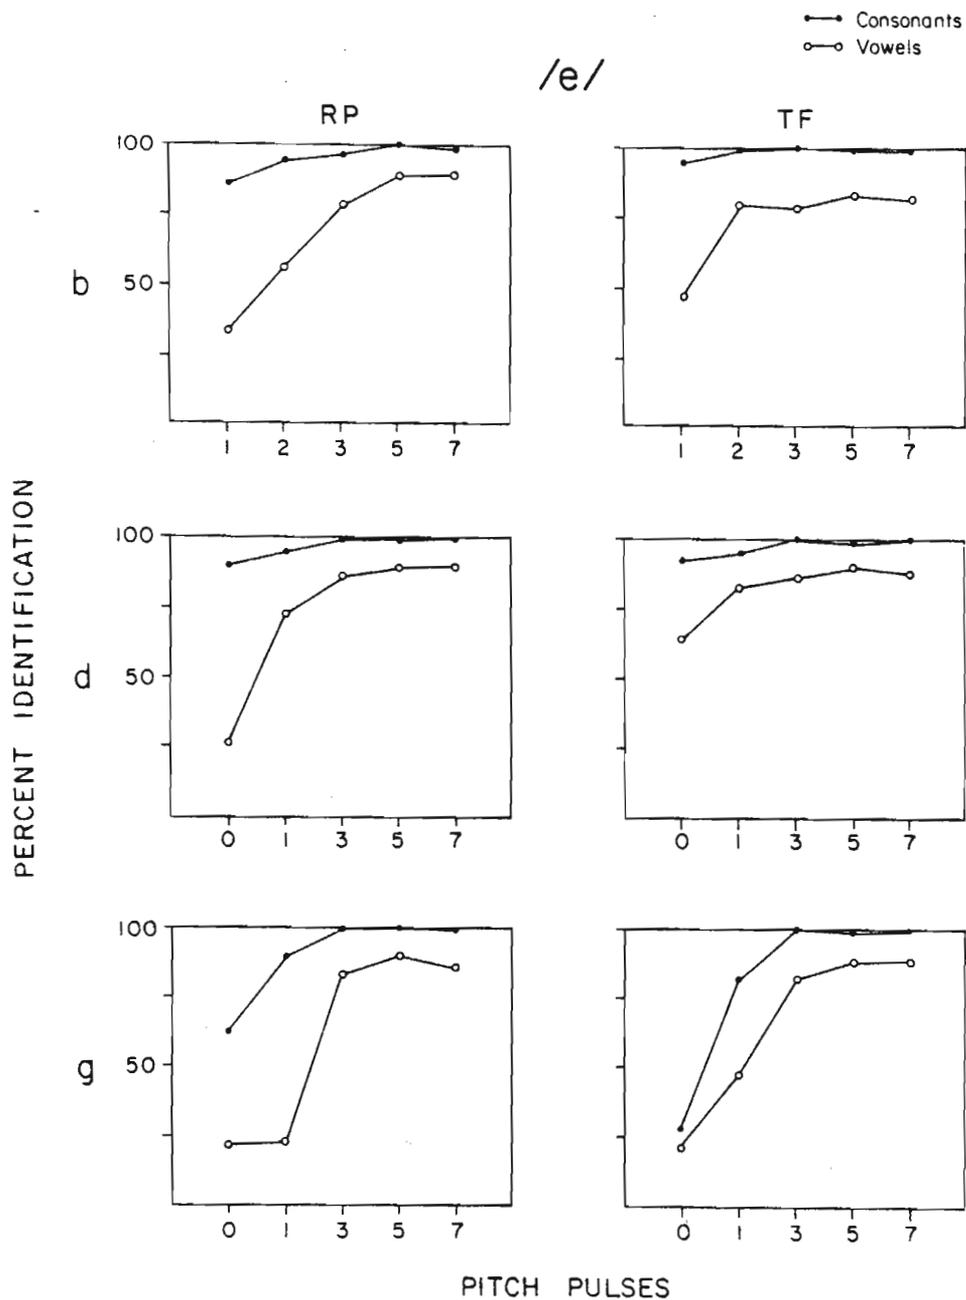 Consonants
Vowels
/e/
RP
TF
100
b
50
1 2 3 5 7
1 2 3 5 7
PERCENT IDENTIFICATION
100
d
50
0 1 3 5 7
0 1 3 5 7
100
g
50
0 1 3 5 7
0 1 3 5 7
PITCH PULSES